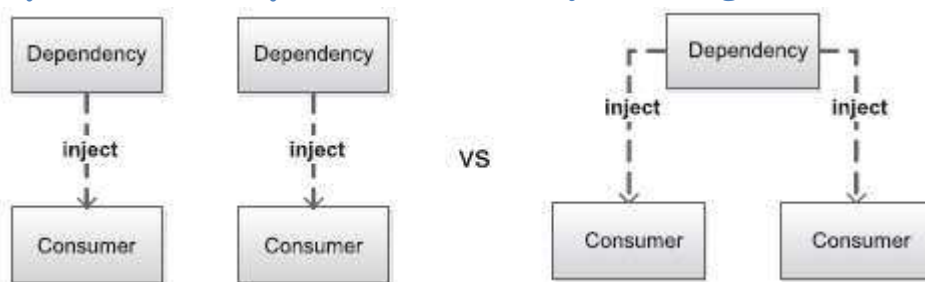 Dependency
Dependency
Dependency
inject
inject
inject
inject
vs
Consumer
Consumer
Consumer
Consumer